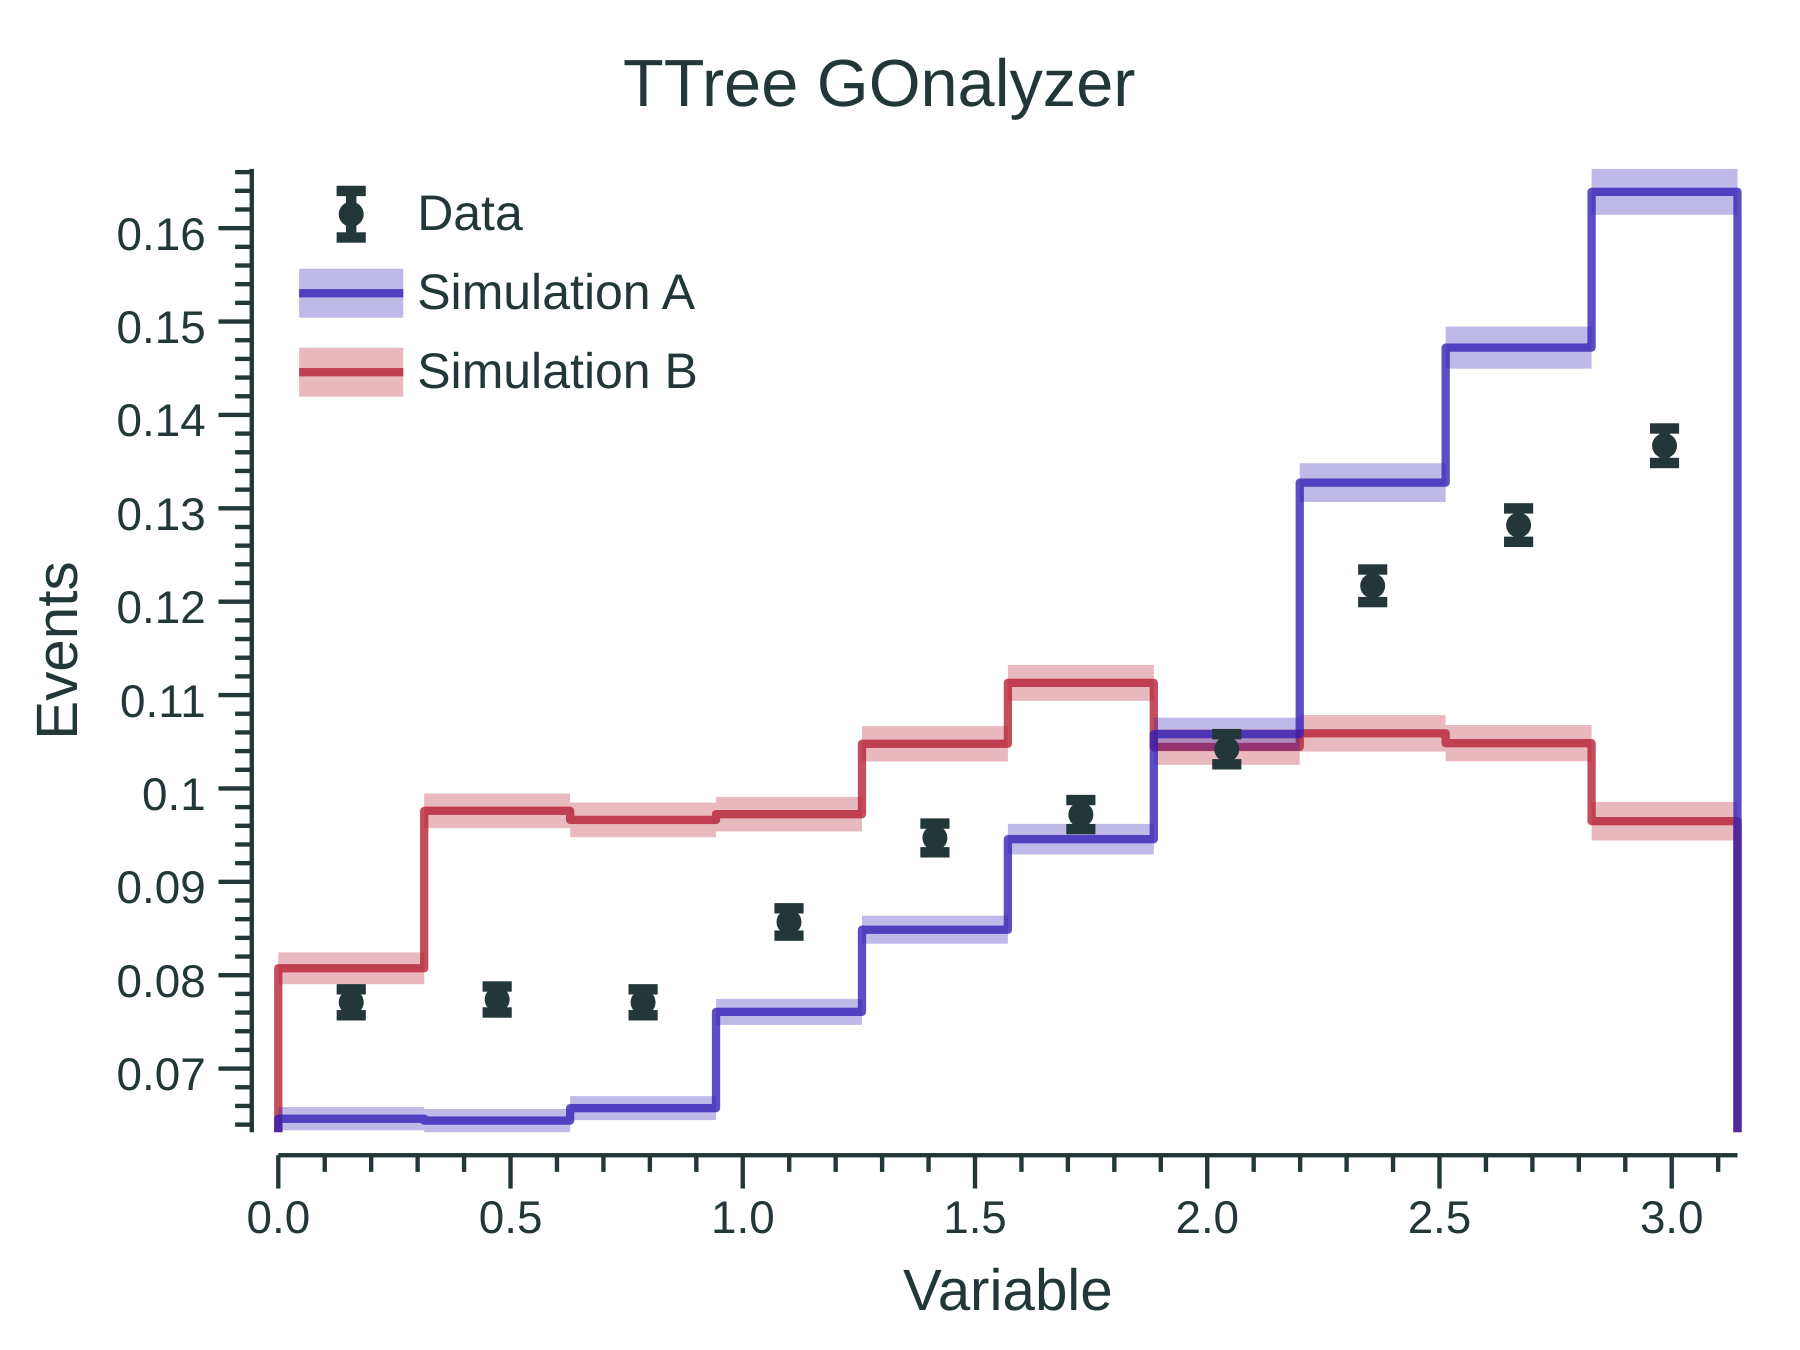 TTree GOnalyzer
Data
Simulation A
Simulation B
Events
0.16
0.15
0.14
0.13
0.12
0.11
0.1
0.09
0.08
0.07
0.0 0.5 1.0 1.5 2.0 2.5 3.0
Variable